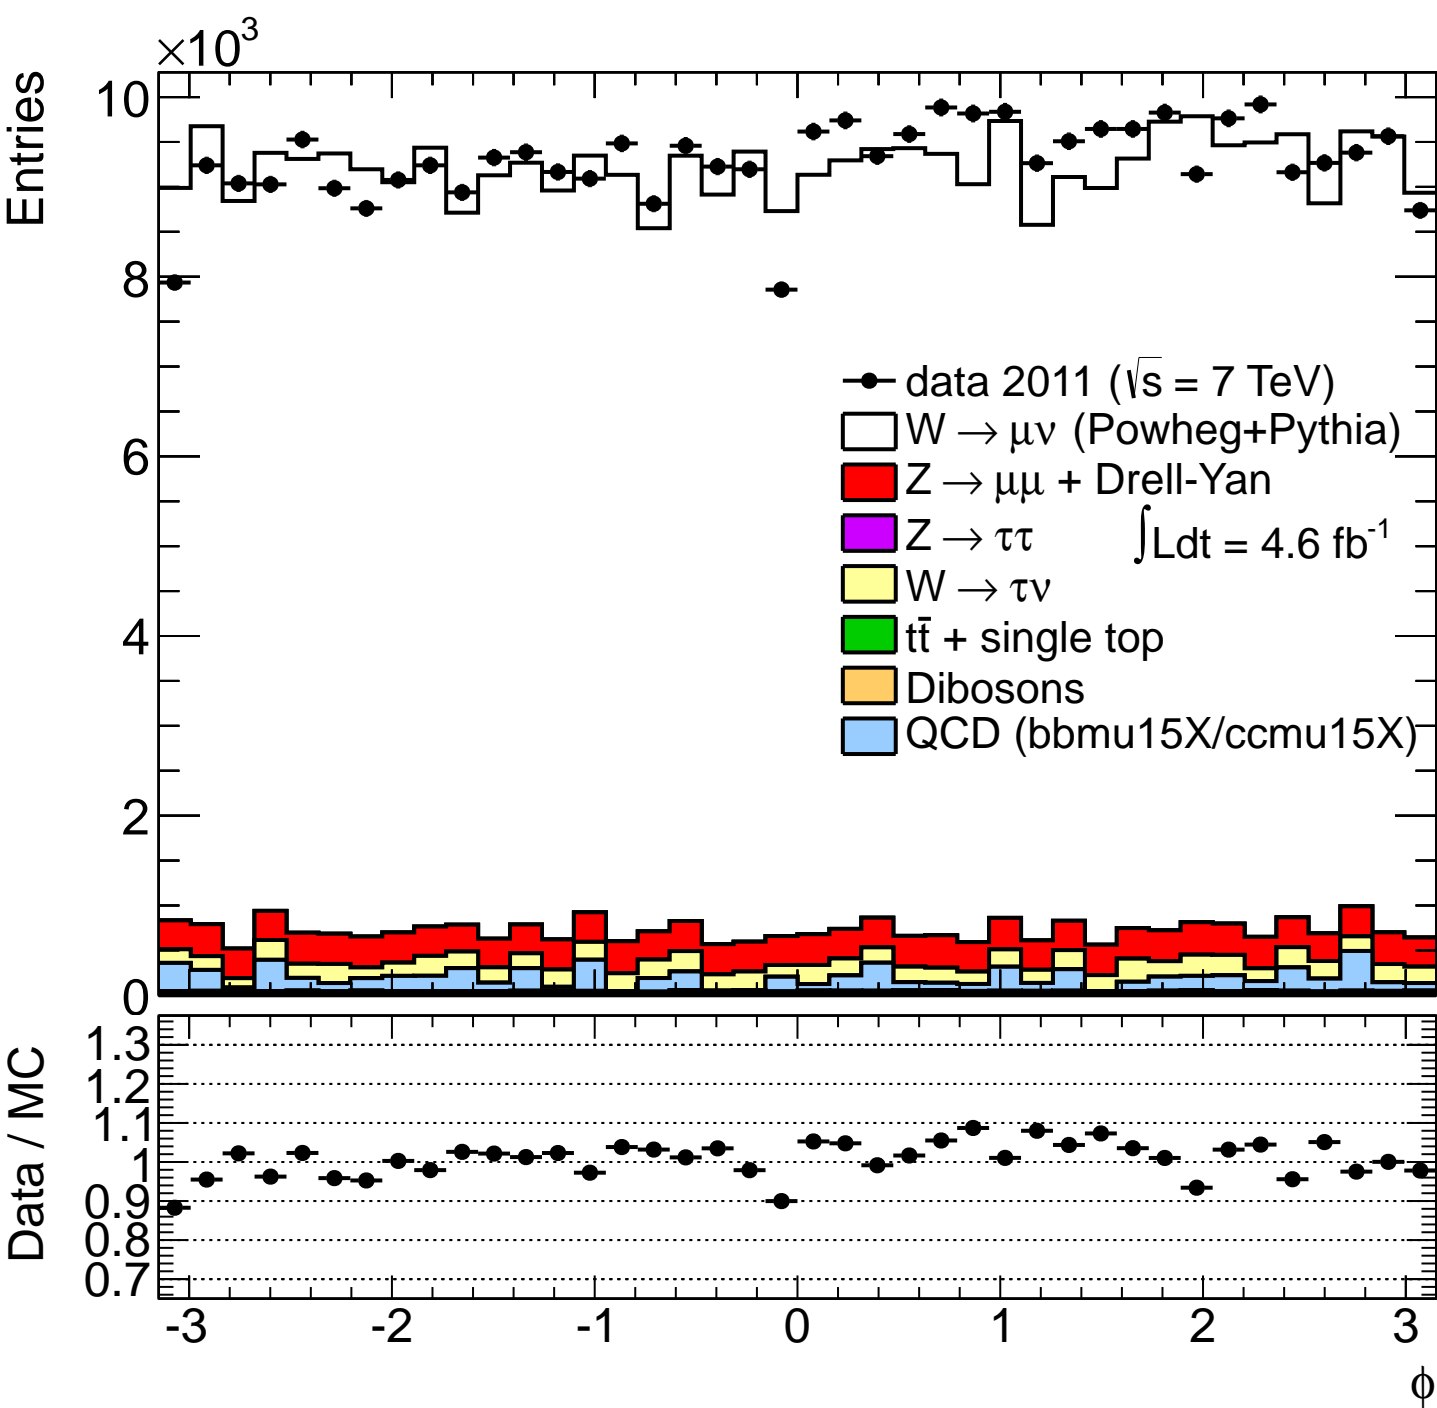 ×10³
Entries
10
8
6
4
2
0
data 2011 (√s = 7 TeV)
W → μν (Powheg+Pythia)
Z → μμ + Drell-Yan
Z → ττ
∫Ldt = 4.6 fb⁻¹
W → τν
tt̄ + single top
Dibosons
QCD (bbmu15X/ccmu15X)
Data / MC
1.3
1.2
1.1
1
0.9
0.8
0.7
-3 -2 -1 0 1 2 3
ϕ